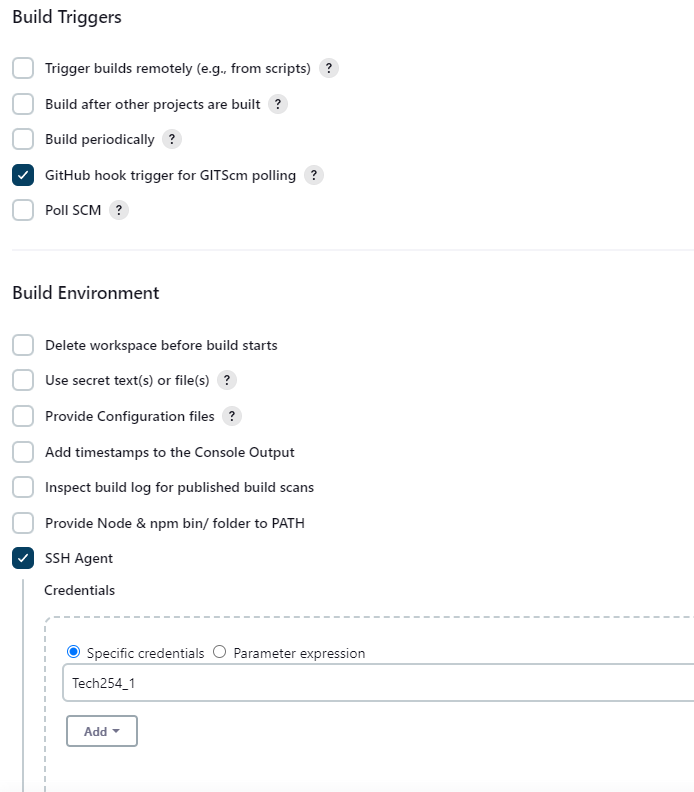 Build Triggers
Trigger builds remotely (e.g., from scripts) ?
Build after other projects are built ?
Build periodically ?
GitHub hook trigger for GITScm polling ?
Poll SCM ?
Build Environment
Delete workspace before build starts
Use secret text(s) or file(s) ?
Provide Configuration files ?
Add timestamps to the Console Output
Inspect build log for published build scans
Provide Node & npm bin/ folder to PATH
SSH Agent
Credentials
Specific credentials Parameter expression
Tech254_1
Add